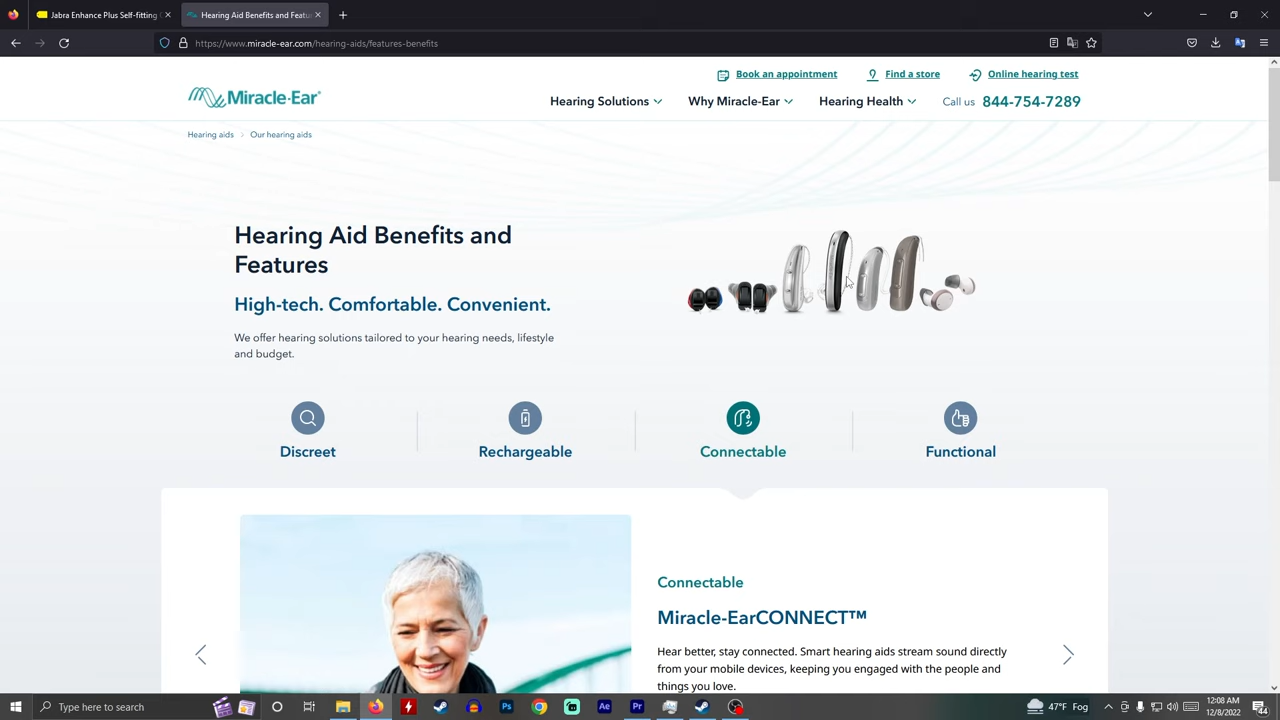 Jabra Enhance Plus Self-fitting
Hearing Aid Benefits and Featur
https://www.miracle-ear.com/hearing-aids/features-benefits
Book an appointment
Find a store
Online hearing test
Miracle-Ear®
Hearing Solutions
Why Miracle-Ear
Hearing Health
Call us 844-754-7289
Hearing aids
Our hearing aids
Hearing Aid Benefits and
Features
High-tech. Comfortable. Convenient.
We offer hearing solutions tailored to your hearing needs, lifestyle
and budget.
Discreet
Rechargeable
Connectable
Functional
Connectable
Miracle-EarCONNECT™
Hear better, stay connected. Smart hearing aids stream sound directly
from your mobile devices, keeping you engaged with the people and
things you love.
Type here to search
Ae
Ps
Pr
47°F Fog
12:08 AM
12/8/2022
44